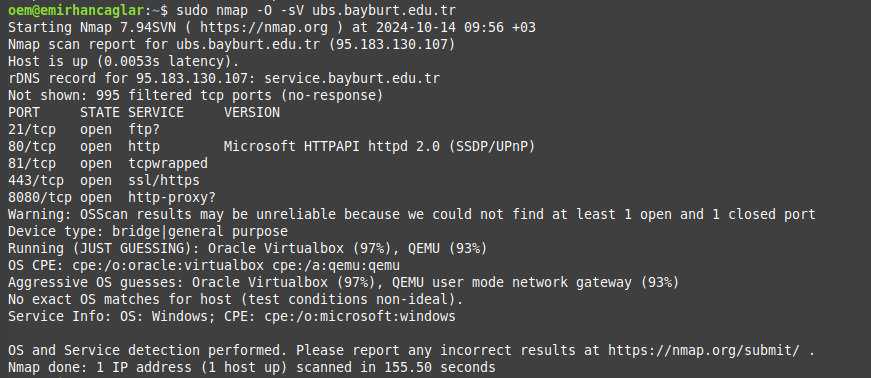 oem@emirhancaglar:~$ sudo nmap -O -sV ubs.bayburt.edu.tr
Starting Nmap 7.94SVN ( https://nmap.org ) at 2024-10-14 09:56 +03
Nmap scan report for ubs.bayburt.edu.tr (95.183.130.107)
Host is up (0.0053s latency).
rDNS record for 95.183.130.107: service.bayburt.edu.tr
Not shown: 995 filtered tcp ports (no-response)
PORT     STATE SERVICE     VERSION
21/tcp   open  ftp?
80/tcp   open  http        Microsoft HTTPAPI httpd 2.0 (SSDP/UPnP)
81/tcp   open  tcpwrapped
443/tcp  open  ssl/https
8080/tcp open  http-proxy?
Warning: OSScan results may be unreliable because we could not find at least 1 open and 1 closed port
Device type: bridge|general purpose
Running (JUST GUESSING): Oracle Virtualbox (97%), QEMU (93%)
OS CPE: cpe:/o:oracle:virtualbox cpe:/a:qemu:qemu
Aggressive OS guesses: Oracle Virtualbox (97%), QEMU user mode network gateway (93%)
No exact OS matches for host (test conditions non-ideal).
Service Info: OS: Windows; CPE: cpe:/o:microsoft:windows

OS and Service detection performed. Please report any incorrect results at https://nmap.org/submit/ .
Nmap done: 1 IP address (1 host up) scanned in 155.50 seconds